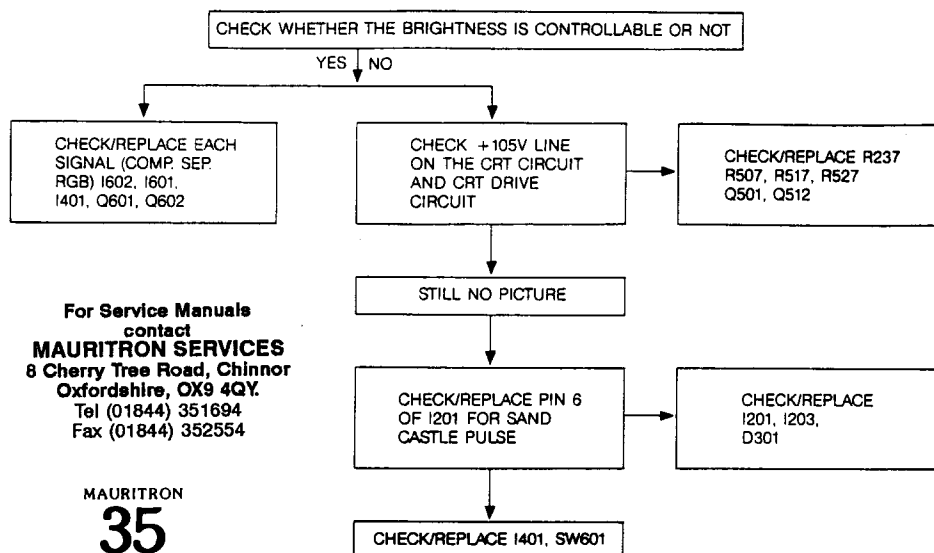 CHECK WHETHER THE BRIGHTNESS IS CONTROLLABLE OR NOT
YES NO
CHECK/REPLACE EACH
SIGNAL (COMP. SEP.
RGB) I602, I601,
I401, Q601, Q602
CHECK +105V LINE
ON THE CRT CIRCUIT
AND CRT DRIVE
CIRCUIT
CHECK/REPLACE R237
R507, R517, R527
Q501, Q512
STILL NO PICTURE
For Service Manuals
contact
MAURITRON SERVICES
8 Cherry Tree Road, Chinnor
Oxfordshire, OX9 4QY.
Tel (01844) 351694
Fax (01844) 352554
CHECK/REPLACE PIN 6
OF I201 FOR SAND
CASTLE PULSE
CHECK/REPLACE
I201, I203,
D301
MAURITRON
35
CHECK/REPLACE I401, SW601